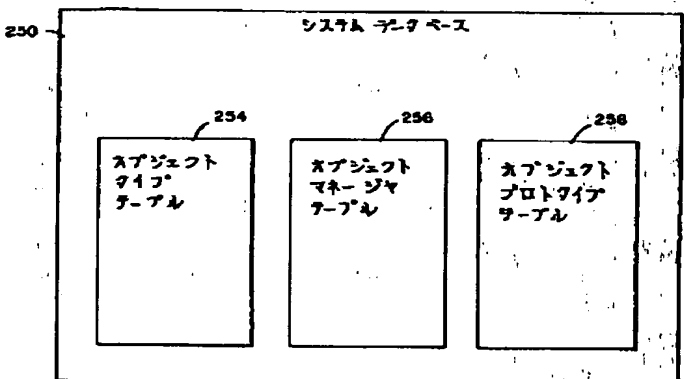 システム データ ベース
250
254
256
258
オブジェクト
タイプ
テーブル
オブジェクト
マネージャ
テーブル
オブジェクト
プロトタイプ
テーブル